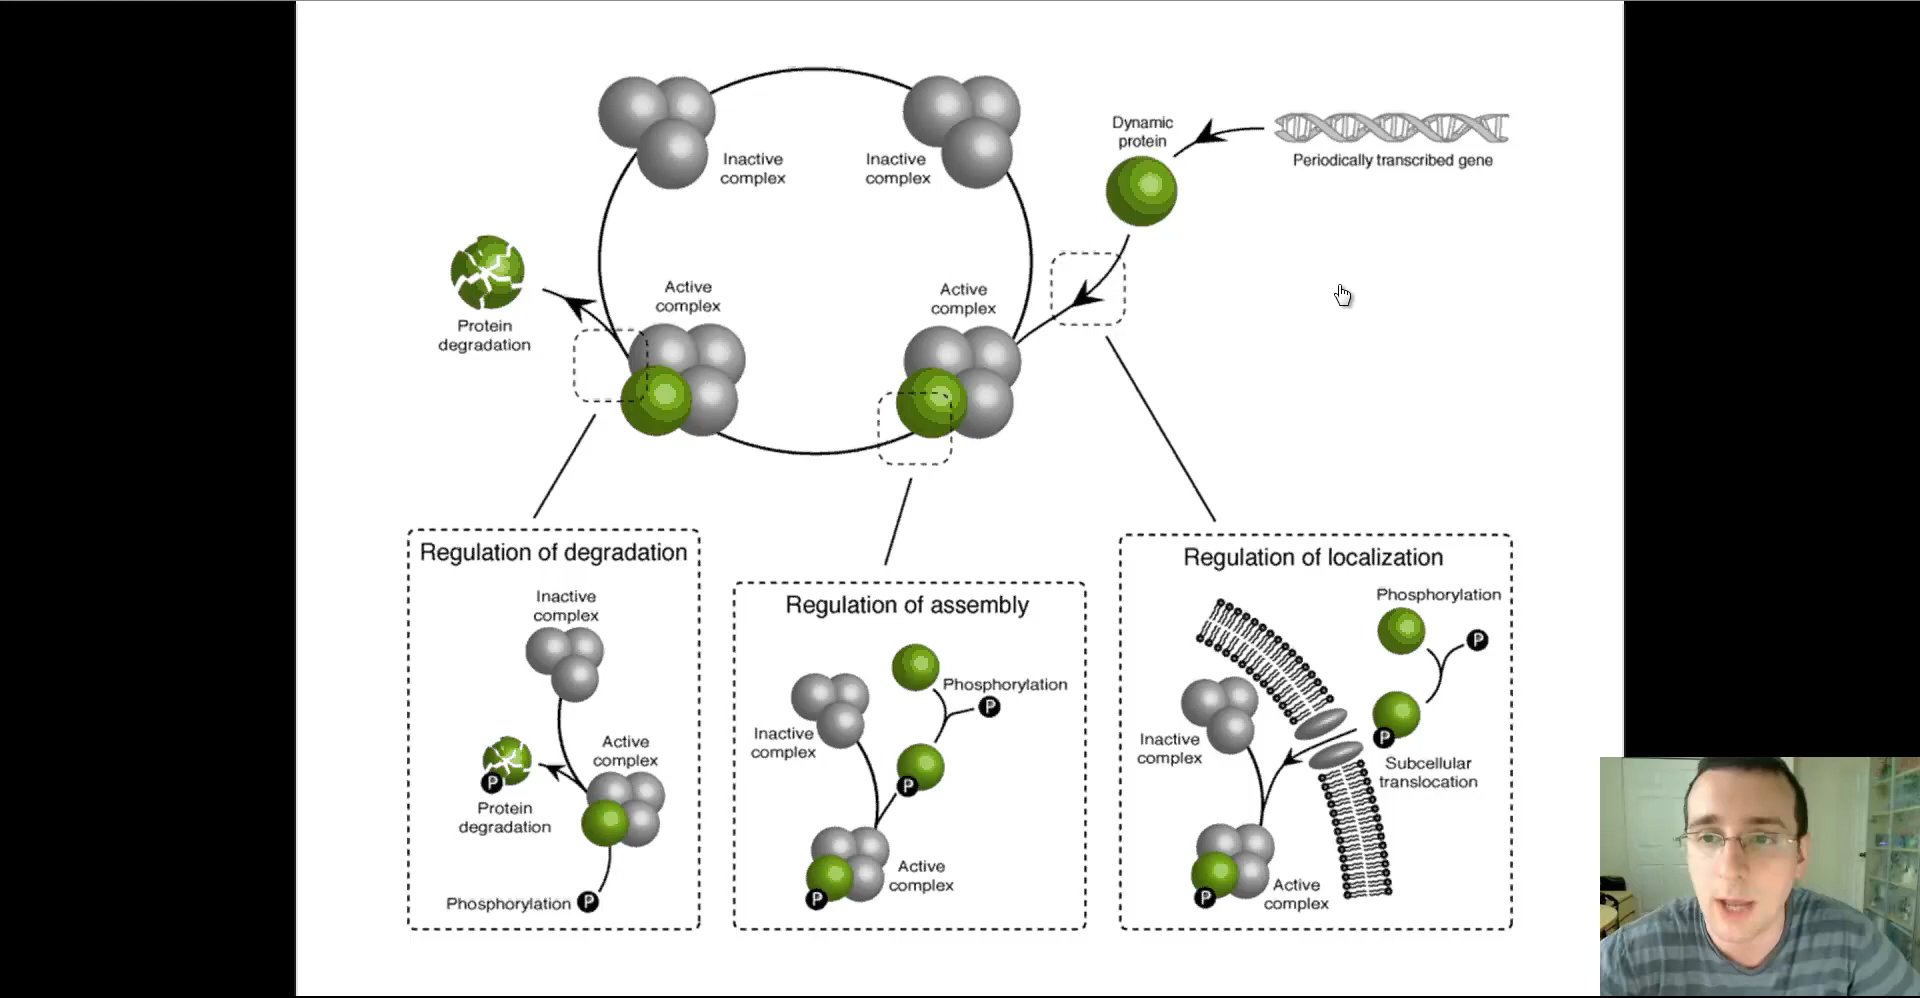 Dynamic
protein
Periodically transcribed gene
Inactive
complex
Inactive
complex
Active
complex
Active
complex
Protein
degradation
Regulation of degradation
Inactive
complex
Active
complex
P
Protein
degradation
Phosphorylation P
Regulation of assembly
Phosphorylation
P
Inactive
complex
P
Active
complex
P
Regulation of localization
Phosphorylation
P
Inactive
complex
P
Subcellular
translocation
Active
complex
P